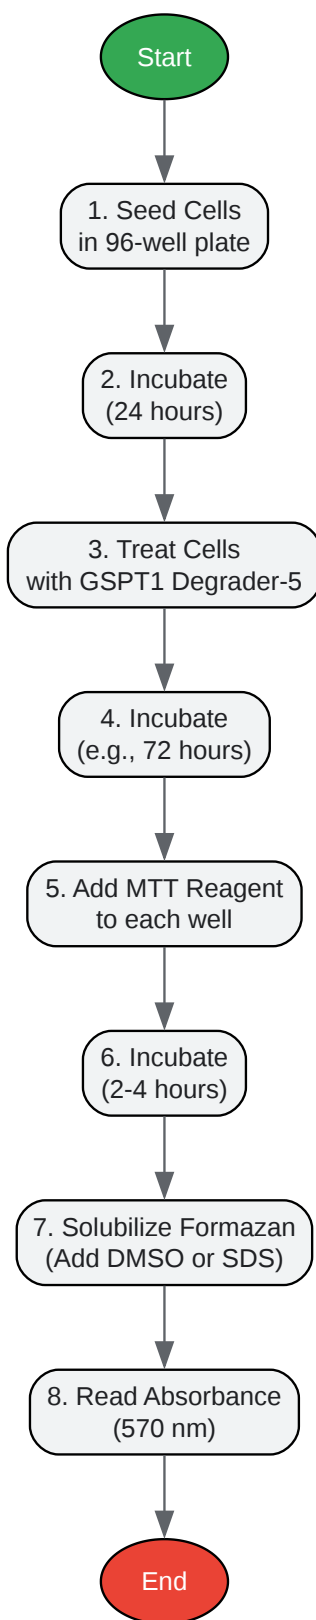 Start
1. Seed Cells
in 96-well plate
2. Incubate
(24 hours)
3. Treat Cells
with GSPT1 Degrader-5
4. Incubate
(e.g., 72 hours)
5. Add MTT Reagent
to each well
6. Incubate
(2-4 hours)
7. Solubilize Formazan
(Add DMSO or SDS)
8. Read Absorbance
(570 nm)
End